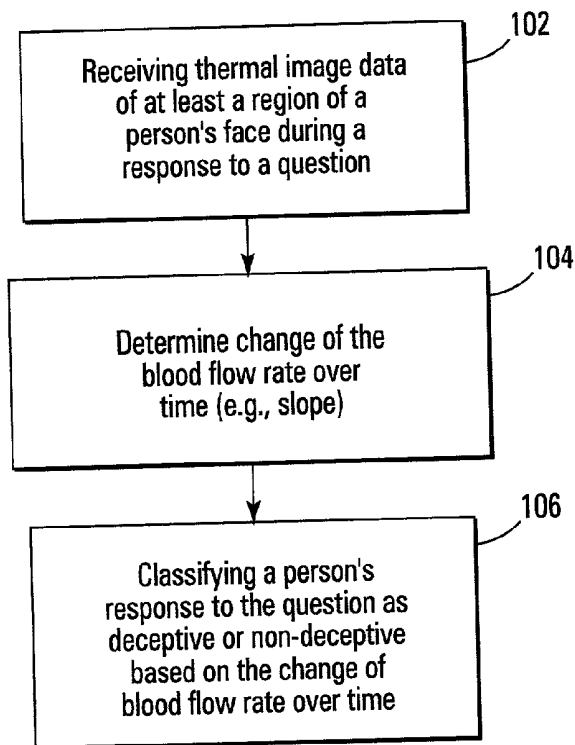 102
Receiving thermal image data
of at least a region of a
person's face during a
response to a question
104
Determine change of the
blood flow rate over
time (e.g., slope)
106
Classifying a person's
response to the question as
deceptive or non-deceptive
based on the change of
blood flow rate over time